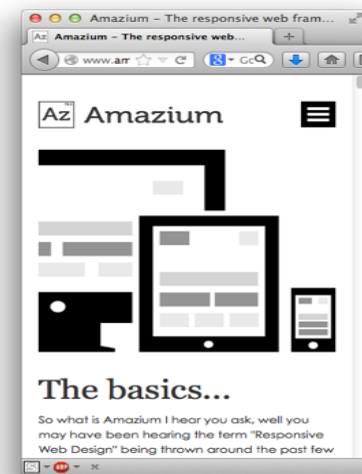 Amazium – The responsive web fram...
Az Amazium – The responsive web...
www.am
Az Amazium
The basics...
So what is Amazium I hear you ask, well you
may have been hearing the term "Responsive
Web Design" being thrown around the past few